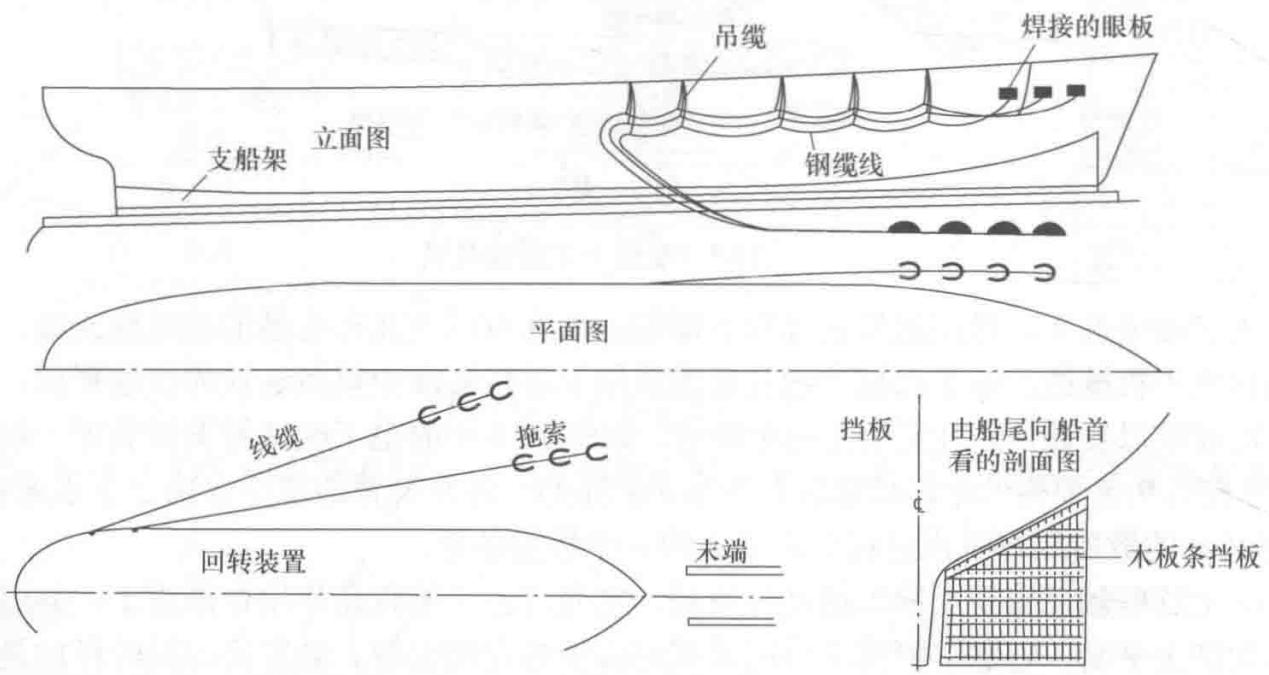 吊缆
焊接的眼板
立面图
支船架
钢缆线
平面图
线缆
拖索
挡板
由船尾向船首
看的剖面图
℄
回转装置
末端
木板条挡板